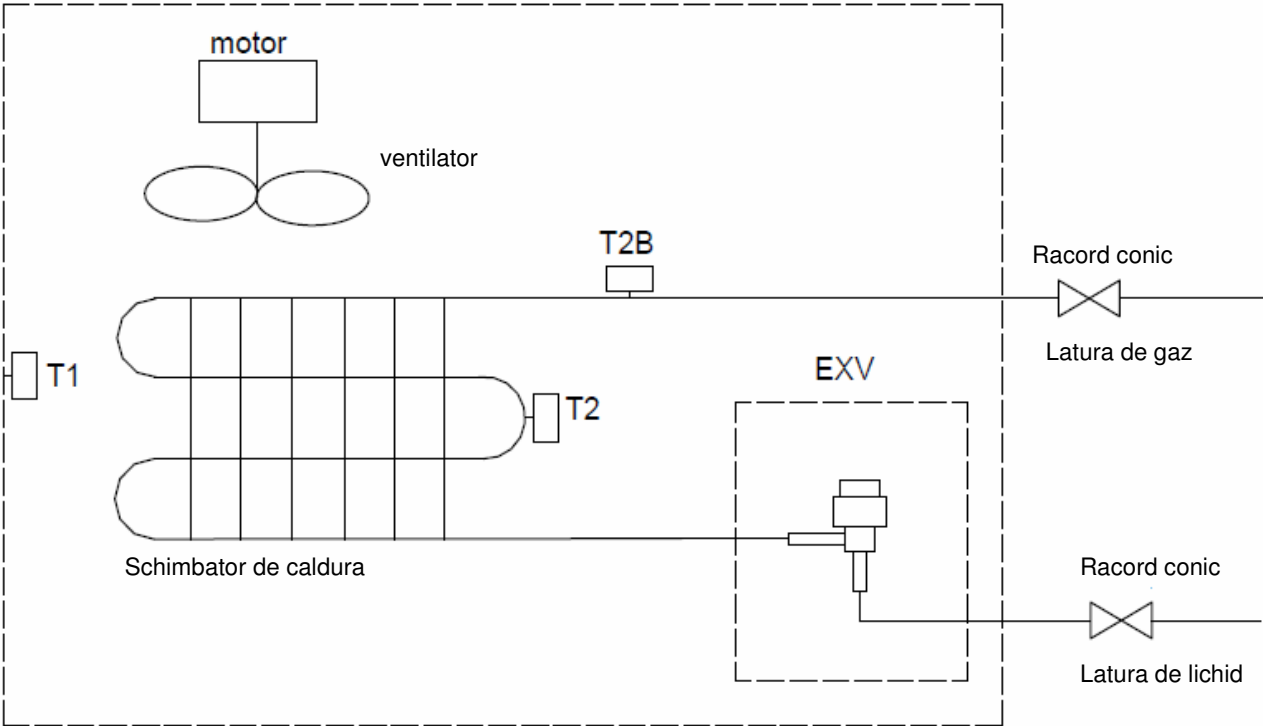 motor
ventilator
T2B
Racord conic
Latura de gaz
T1
EXV
T2
Schimbator de caldura
Racord conic
Latura de lichid